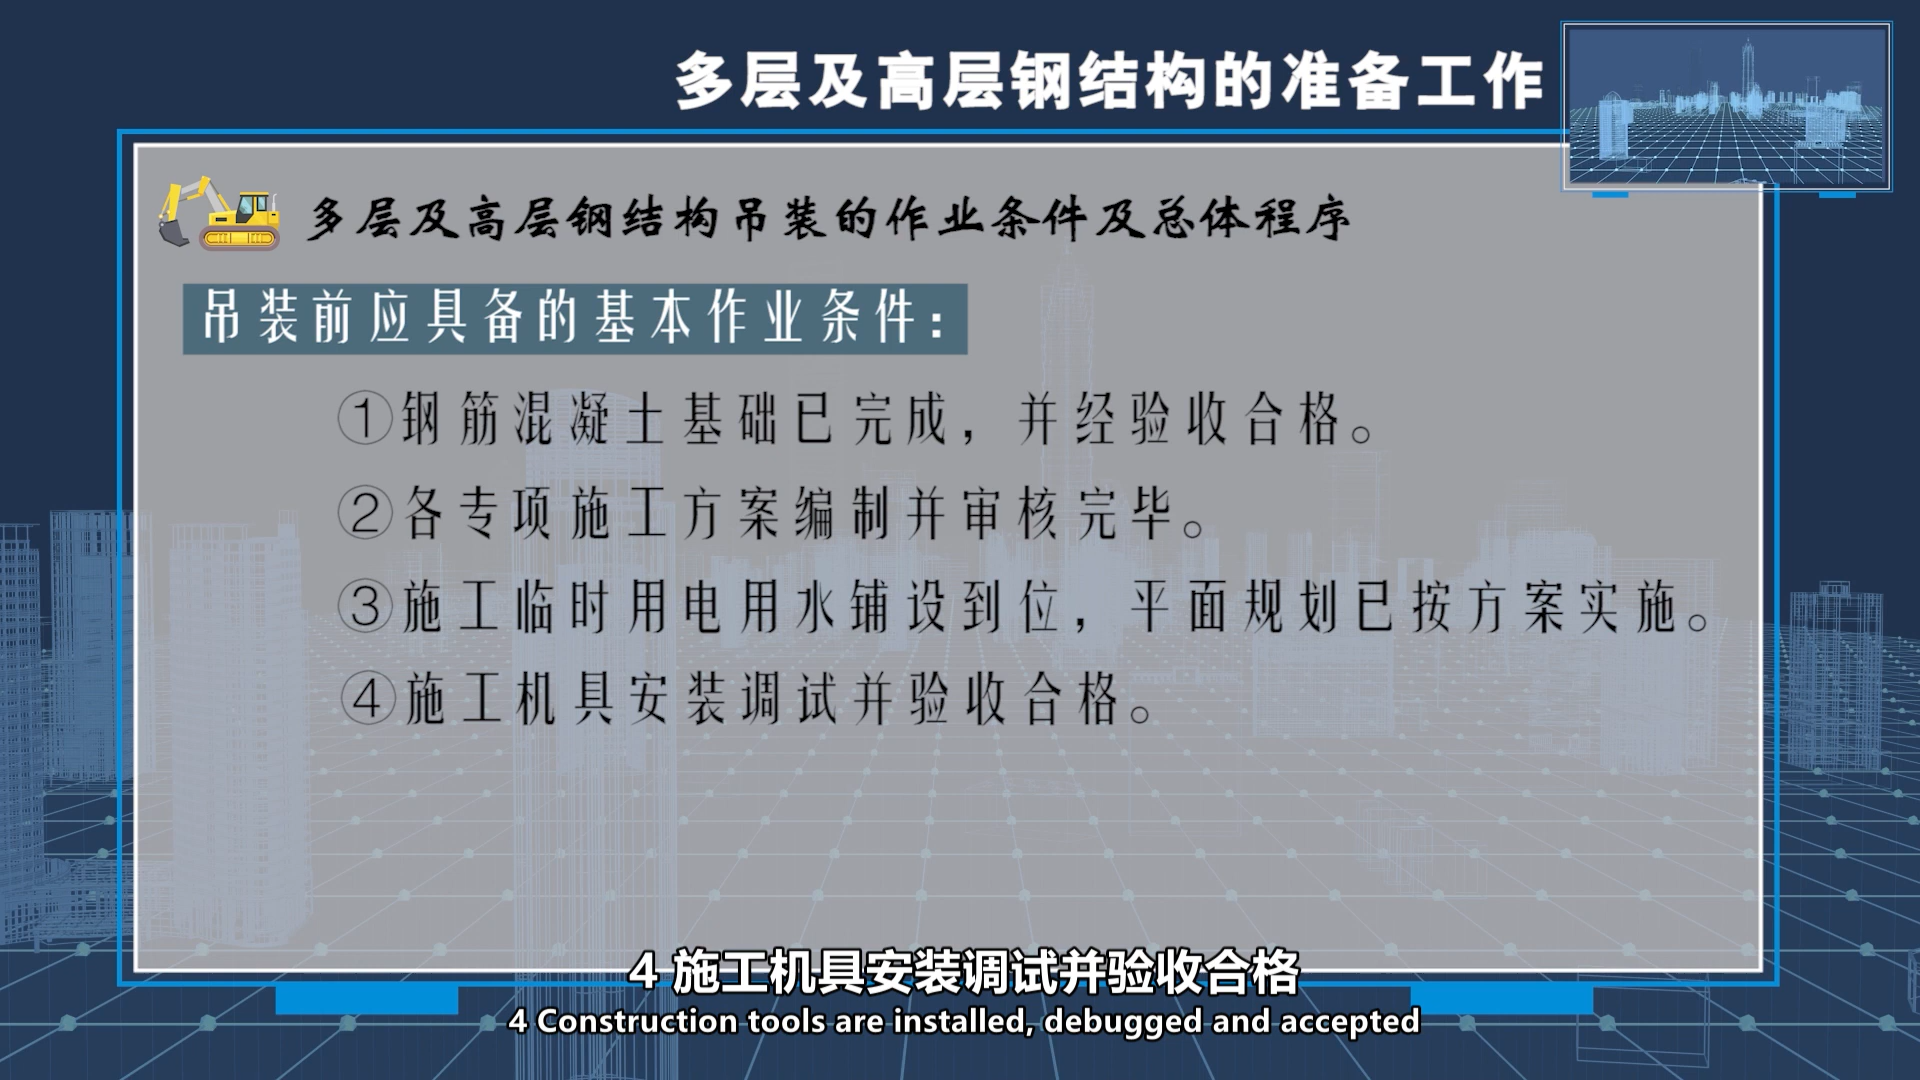 多层及高层钢结构的准备工作
多层及高层钢结构吊装的作业条件及总体程序
吊装前应具备的基本作业条件：
①钢筋混凝土基础已完成，并经验收合格。
②各专项施工方案编制并审核完毕。
③施工临时用电用水铺设到位，平面规划已按方案实施。
④施工机具安装调试并验收合格。
4 施工机具安装调试并验收合格
4 Construction tools are installed, debugged and accepted